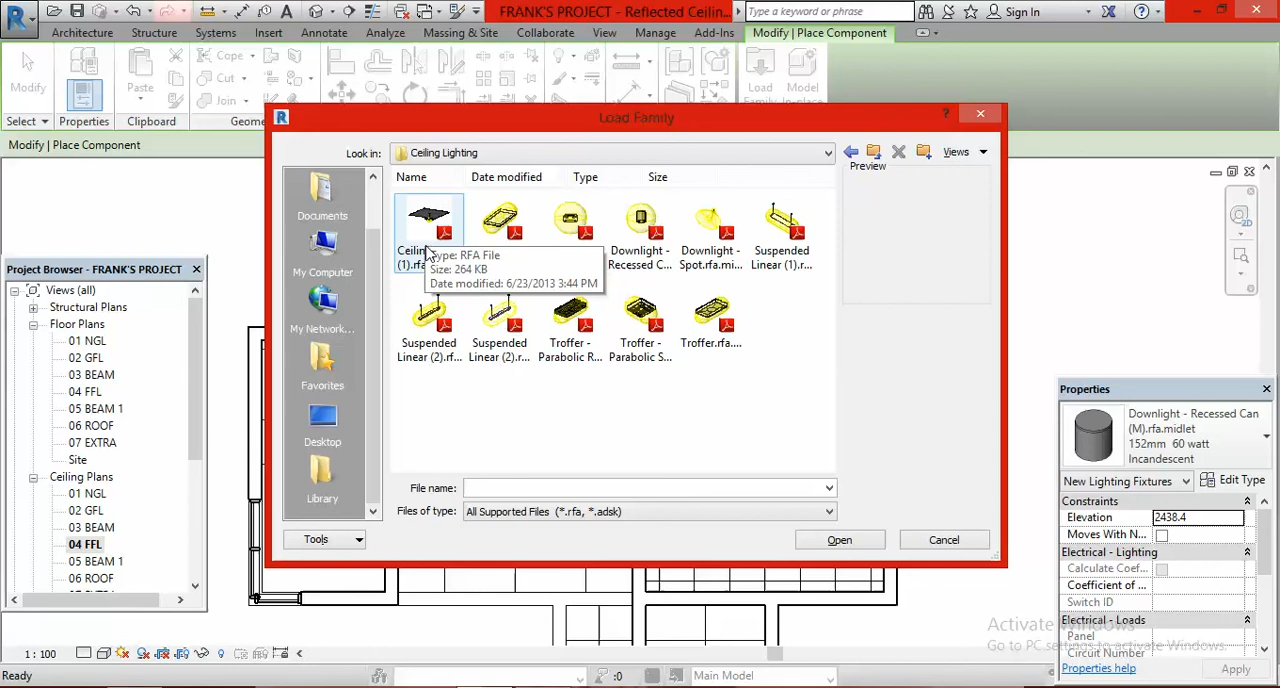 FRANK'S PROJECT - Reflected Ceilin...
Type a keyword or phrase
Sign In
Architecture
Structure
Systems
Insert
Annotate
Analyze
Massing & Site
Collaborate
View
Manage
Add-Ins
Modify | Place Component
Modify
Paste
Cope
Cut
Join
Load
Family
Model
In-place
Select
Properties
Clipboard
Geome
Modify | Place Component
Load Family
Look in:
Ceiling Lighting
Views
Name
Date modified
Type
Size
Preview
Documents
My Computer
My Network...
Favorites
Desktop
Library
Downlight -
Recessed C...
Downlight -
Spot.rfa.mi...
Suspended
Linear (1).r...
Type: RFA File
Size: 264 KB
Date modified: 6/23/2013 3:44 PM
Suspended
Linear (2).rf...
Suspended
Linear (2).r...
Troffer -
Parabolic R...
Troffer -
Parabolic S...
Troffer.rfa....
File name:
Files of type:
All Supported Files (*.rfa, *.adsk)
Tools
Open
Cancel
Project Browser - FRANK'S PROJECT
Views (all)
Structural Plans
Floor Plans
01 NGL
02 GFL
03 BEAM
04 FFL
05 BEAM 1
06 ROOF
07 EXTRA
Site
Ceiling Plans
01 NGL
02 GFL
03 BEAM
04 FFL
05 BEAM 1
06 ROOF
Properties
Downlight - Recessed Can
(M).rfa.midlet
152mm 60 watt
Incandescent
New Lighting Fixtures
Edit Type
Constraints
Elevation
2438.4
Moves With N...
Electrical - Lighting
Calculate Coef...
Coefficient of ...
Switch ID
Electrical - Loads
Panel
Circuit Number
Properties help
Apply
Activate Windows
Go to PC settings to activate Windows.
1 : 100
Ready
:0
Main Model